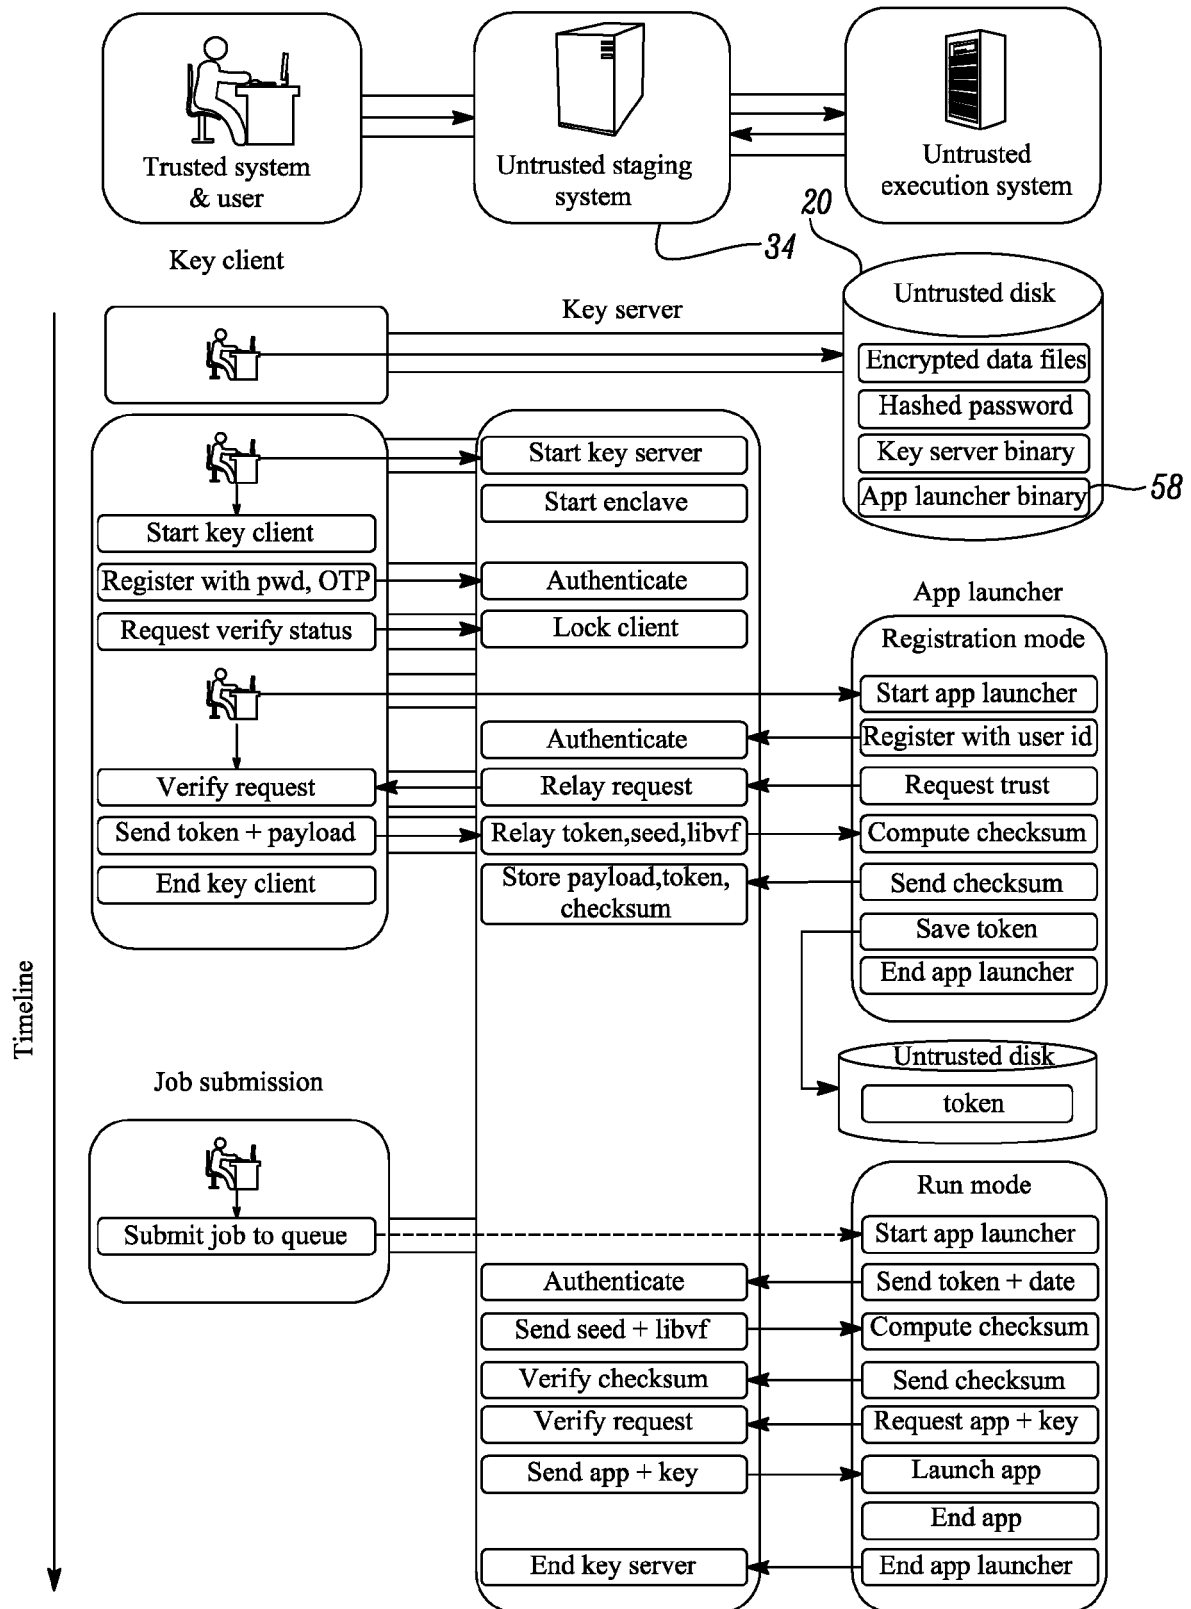 Trusted system
& user
Untrusted staging
system
Untrusted
execution system
34
20
Key client
Key server
Untrusted disk
Encrypted data files
Hashed password
Key server binary
App launcher binary
58
Start key server
Start enclave
Start key client
Register with pwd, OTP
Authenticate
Request verify status
Lock client
App launcher
Registration mode
Start app launcher
Authenticate
Register with user id
Verify request
Relay request
Request trust
Send token + payload
Relay token,seed,libvf
Compute checksum
End key client
Store payload,token,
checksum
Send checksum
Save token
End app launcher
Timeline
Untrusted disk
token
Job submission
Run mode
Submit job to queue
Start app launcher
Authenticate
Send token + date
Send seed + libvf
Compute checksum
Verify checksum
Send checksum
Verify request
Request app + key
Send app + key
Launch app
End app
End key server
End app launcher